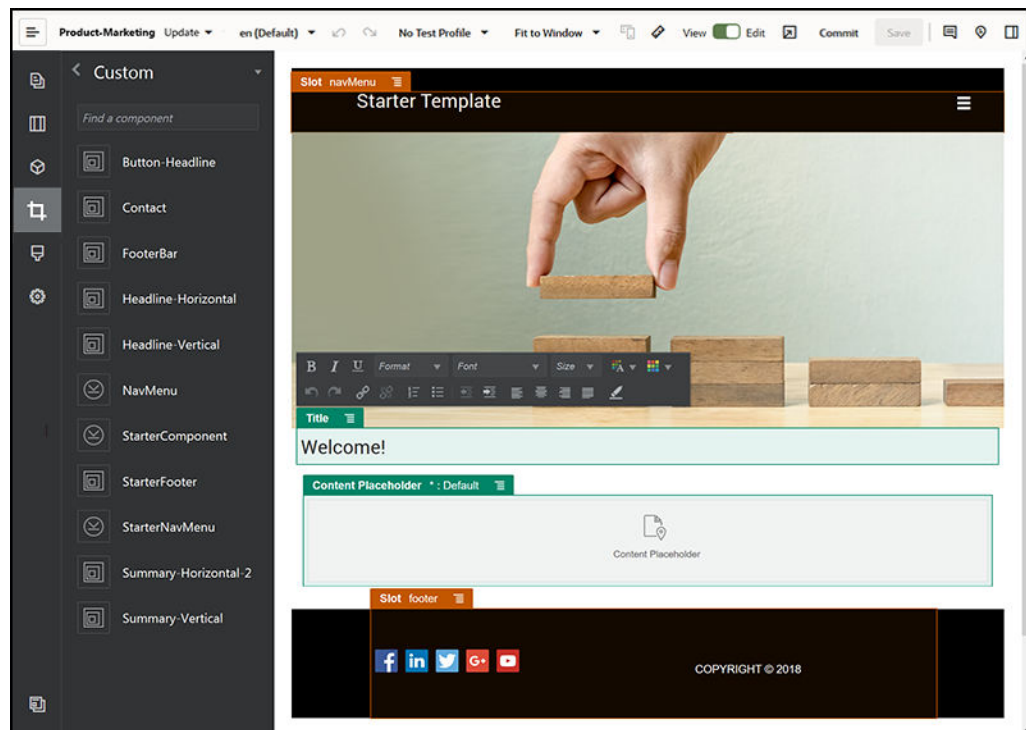 Product-Marketing Update en (Default) No Test Profile Fit to Window View Edit Commit Save
Custom
Find a component
Button-Headline
Contact
FooterBar
Headline-Horizontal
Headline-Vertical
NavMenu
StarterComponent
StarterFooter
StarterNavMenu
Summary-Horizontal-2
Summary-Vertical
Slot navMenu
Starter Template
B I U Format Font Size A
Title
Welcome!
Content Placeholder * : Default
Content Placeholder
Slot footer
f in G+
COPYRIGHT © 2018